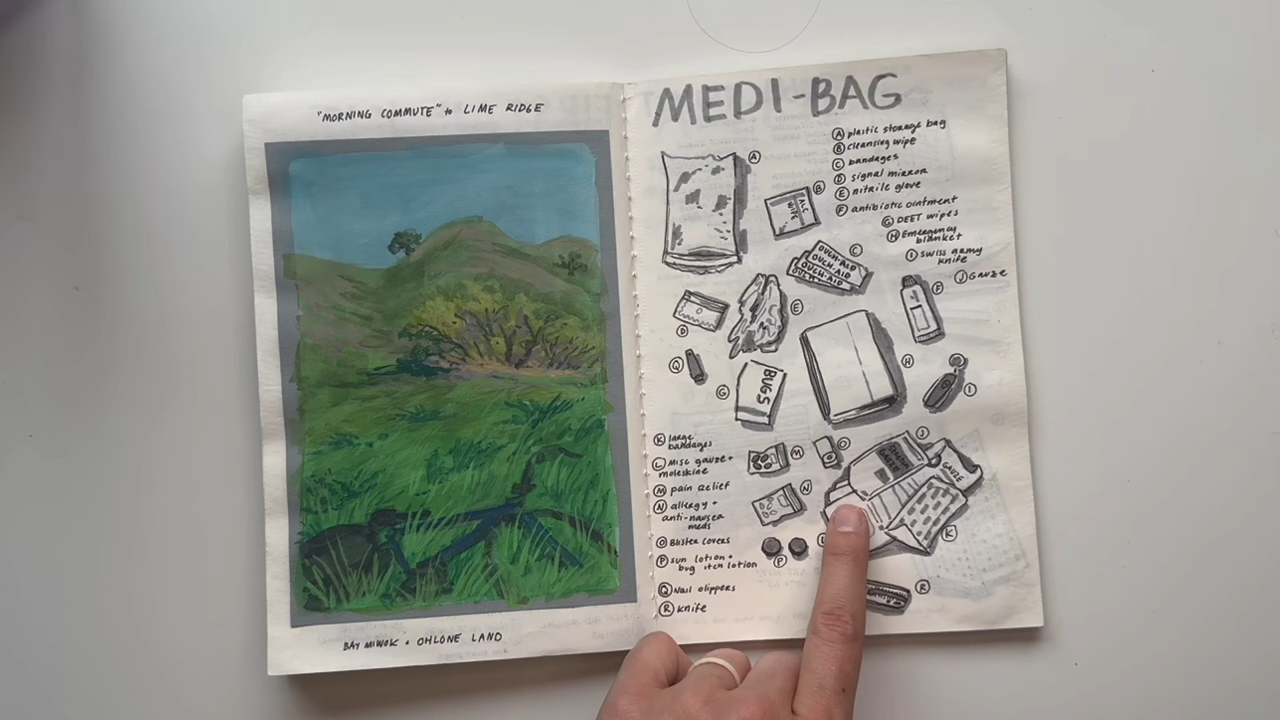 "MORNING COMMUTE" to LIME RIDGE
BAY MIWOK + OHLONE LAND
MEDI-BAG
A plastic storage bag
B cleansing wipe
C bandages
D signal mirror
E nitrile glove
F antibiotic ointment
G DEET wipes
H Emergency
blanket
I swiss army
knife
J Gauze
A
B
ALC
WIPE
C
OUCH-AID
OUCH-AID
OUCH-AID
D
E
F
Q
G
BUGS
H
I
K large
bandages
L Misc gauze +
moleskine
M pain relief
N allergy +
anti-nausea
meds
O Blister covers
P sun lotion +
bug itch lotion
Q Nail clippers
R knife
M
O
J
GAUZE
N
K
P
L
R